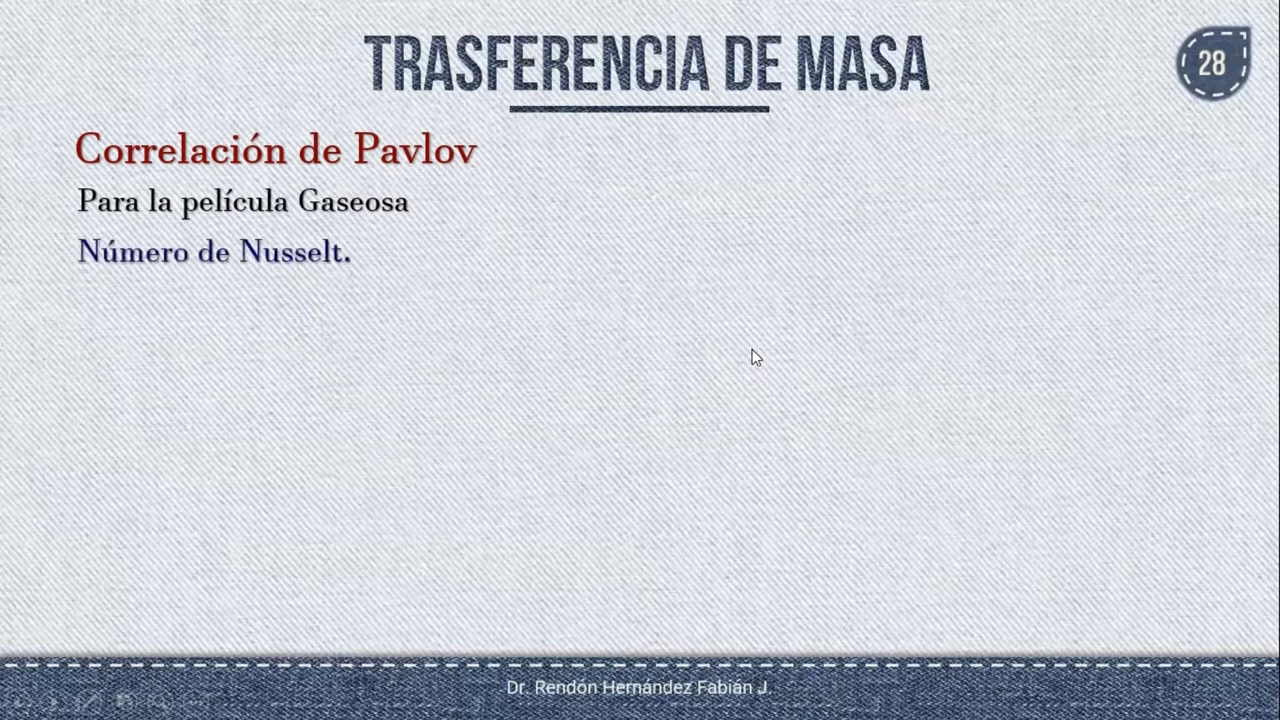 TRASFERENCIA DE MASA
28
Correlación de Pavlov
Para la película Gaseosa
Número de Nusselt.
Dr. Rendón Hernández Fabián J.